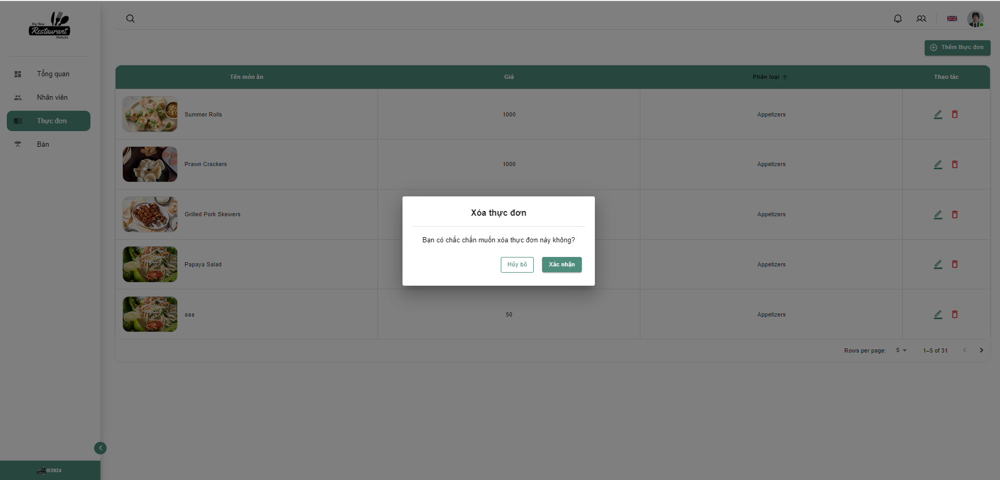 My New
Restaurant
Website
Tổng quan
Nhân viên
Thực đơn
Bàn
Thêm thực đơn
Tên món ăn
Giá
Phân loại
Thao tác
Summer Rolls
1000
Appetizers
Prawn Crackers
1000
Appetizers
Grilled Pork Skewers
Appetizers
Papaya Salad
Appetizers
aaa
50
Appetizers
Xóa thực đơn
Bạn có chắc chắn muốn xóa thực đơn này không?
Hủy bỏ
Xác nhận
Rows per page:
5
1–5 of 31
©2024